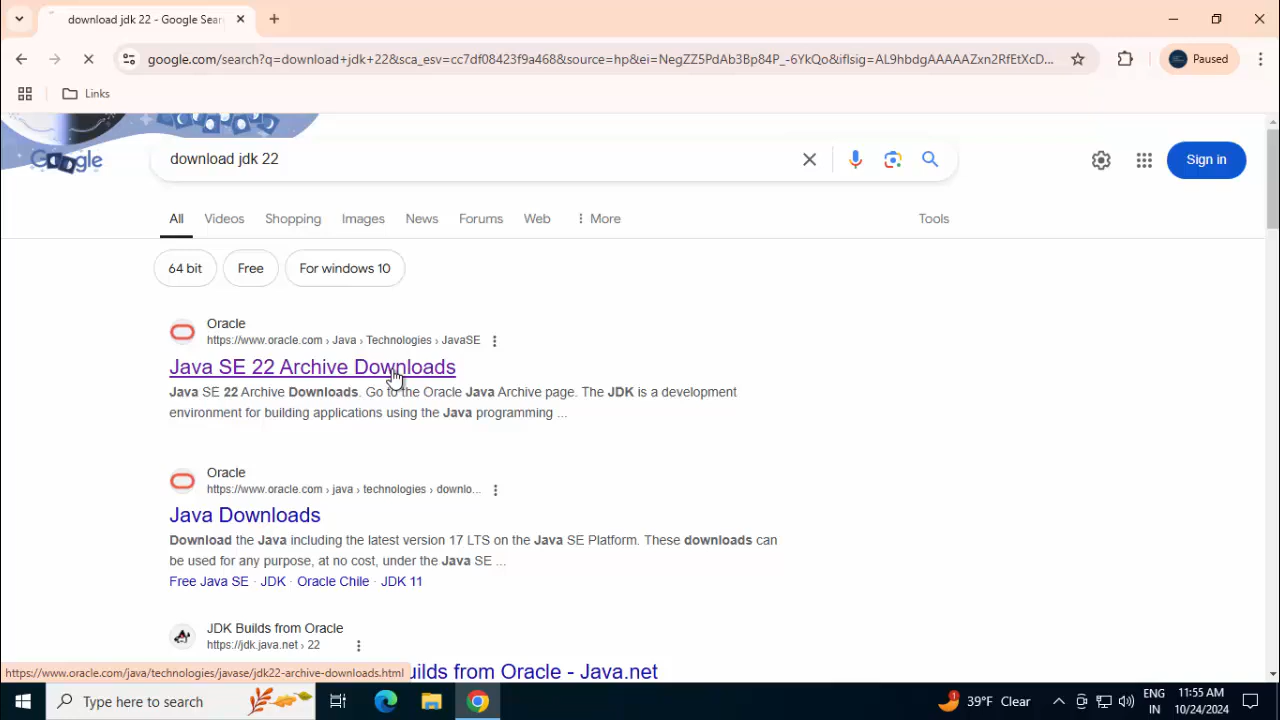 download jdk 22 - Google Sear
google.com/search?q=download+jdk+22&sca_esv=cc7df08423f9a468&source=hp&ei=NegZZ5PdAb3Bp84P_-6YkQo&iflsig=AL9hbdgAAAAAZxn2RfEtXcD...
Paused
Links
Google
download jdk 22
Sign in
All
Videos
Shopping
Images
News
Forums
Web
More
Tools
64 bit
Free
For windows 10
Oracle
https://www.oracle.com › Java › Technologies › JavaSE
Java SE 22 Archive Downloads
Java SE 22 Archive Downloads. Go to the Oracle Java Archive page. The JDK is a development
environment for building applications using the Java programming ...
Oracle
https://www.oracle.com › java › technologies › downlo...
Java Downloads
Download the Java including the latest version 17 LTS on the Java SE Platform. These downloads can
be used for any purpose, at no cost, under the Java SE ...
Free Java SE · JDK · Oracle Chile · JDK 11
JDK Builds from Oracle
https://jdk.java.net › 22
uilds from Oracle - Java.net
https://www.oracle.com/java/technologies/javase/jdk22-archive-downloads.html
Type here to search
1
39°F Clear
ENG
IN
11:55 AM
10/24/2024